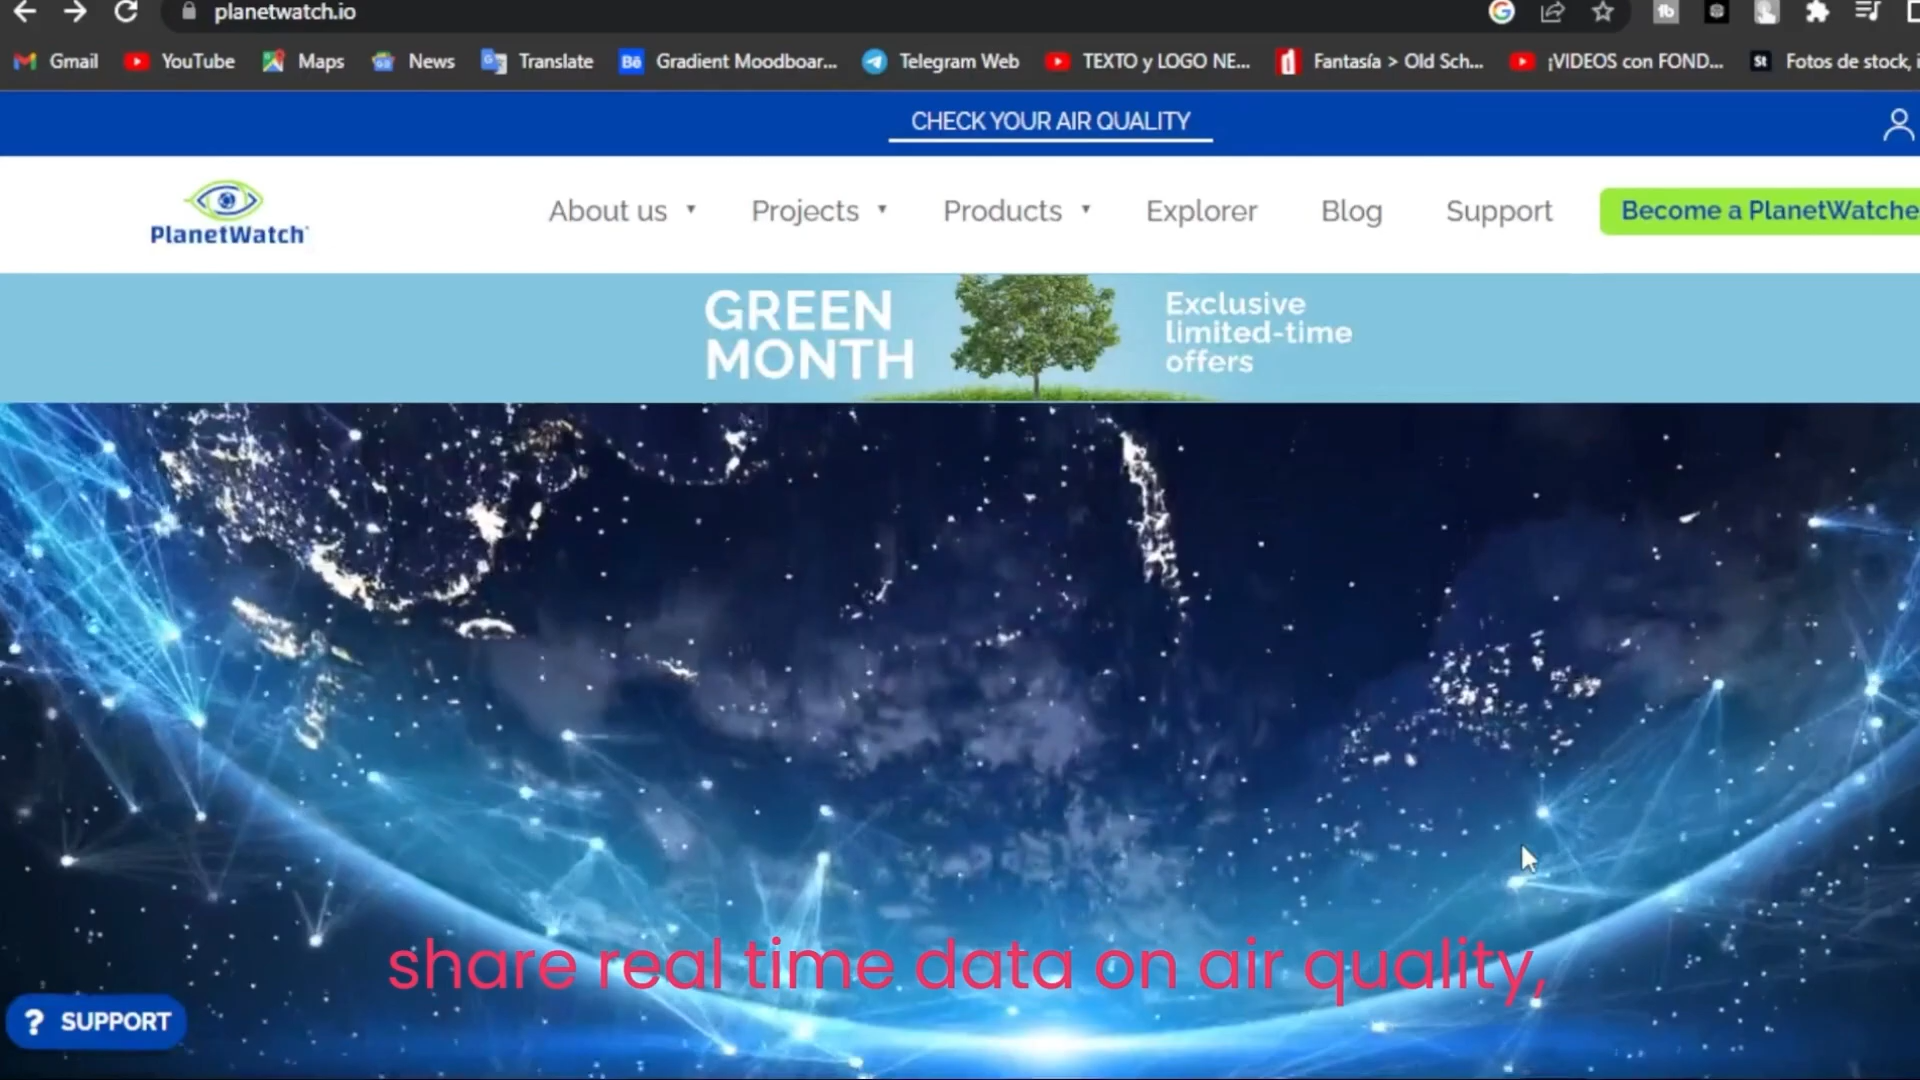 planetwatch.io
Gmail YouTube Maps News Translate Gradient Moodboar... Telegram Web TEXTO y LOGO NE... Fantasía > Old Sch... ¡VIDEOS con FOND... Fotos de stock, i
CHECK YOUR AIR QUALITY
PlanetWatch
About us Projects Products Explorer Blog Support Become a PlanetWatche
GREEN
MONTH
Exclusive
limited-time
offers
share real time data on air quality,
? SUPPORT